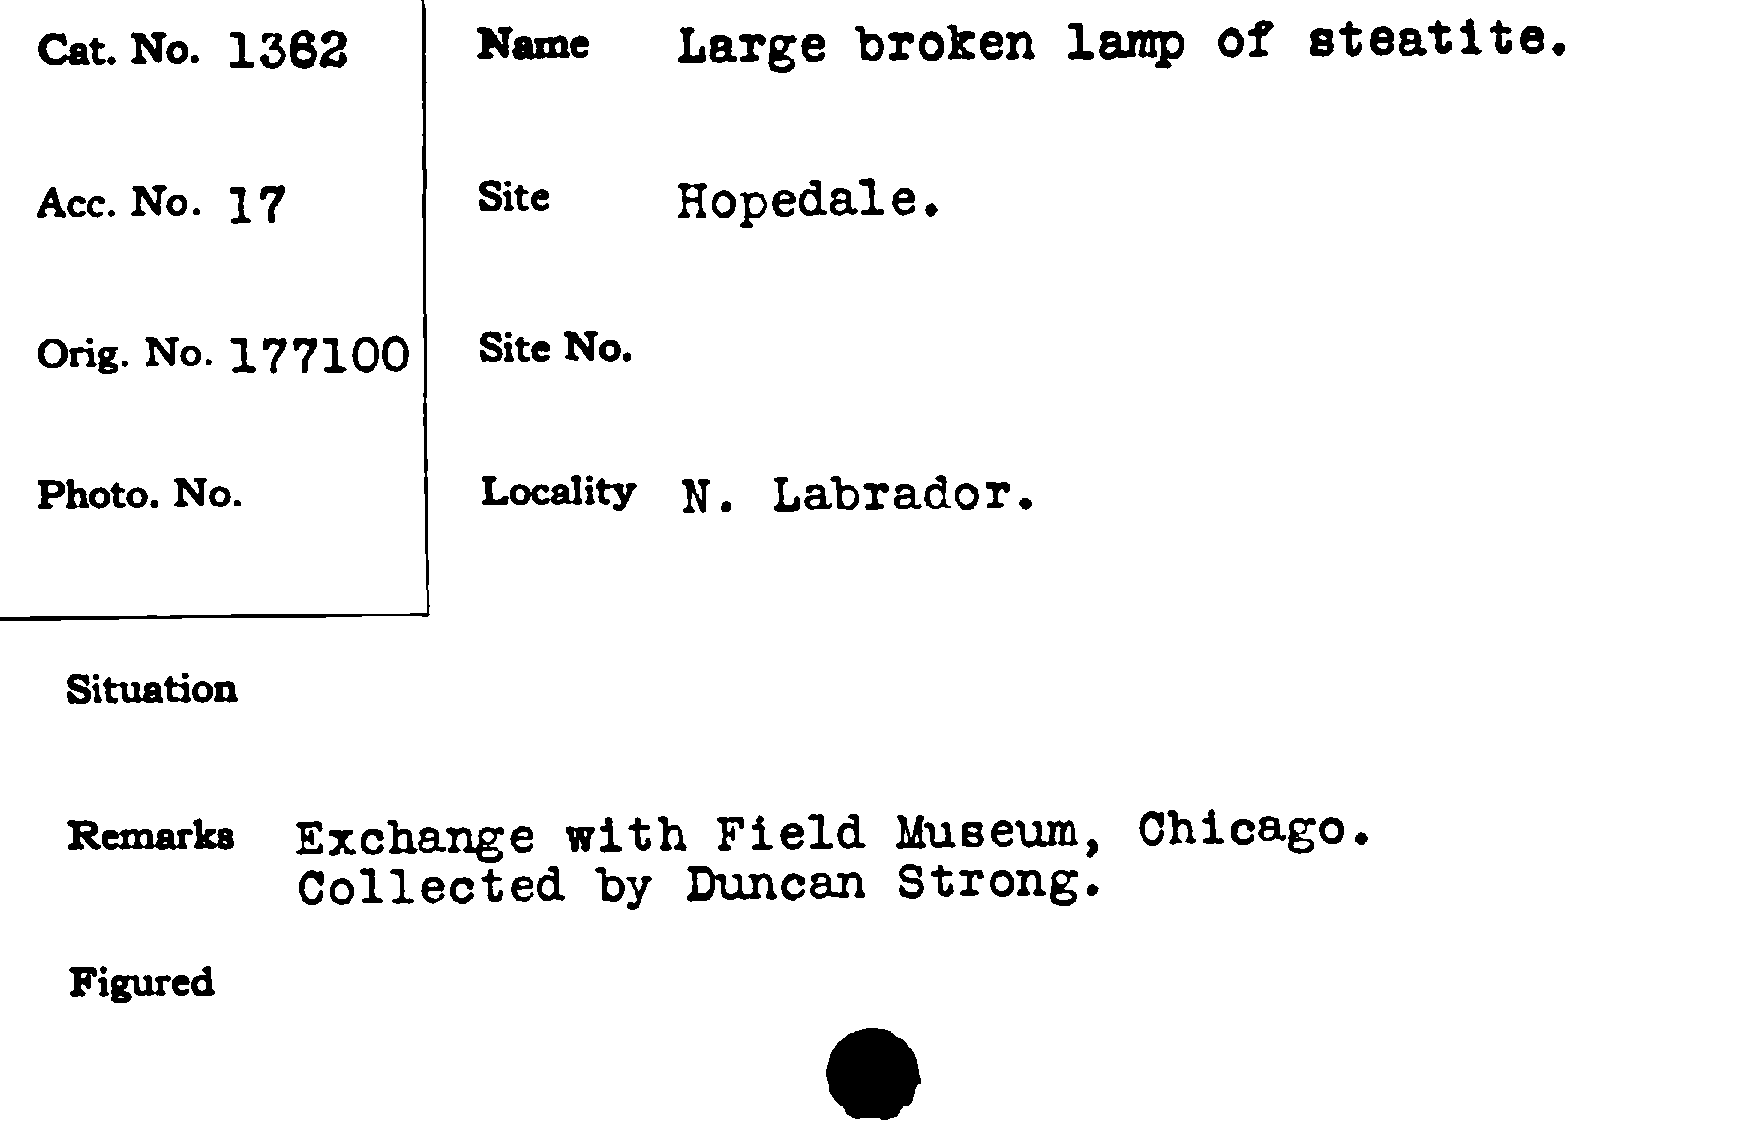 Cat. No. 1362
Name Large broken lamp of steatite.
Acc. No. 17
Site Hopedale.
Orig. No. 177100
Site No.
Photo. No.
Locality N. Labrador.
Situation
Remarks Exchange with Field Museum, Chicago.
Collected by Duncan Strong.
Figured